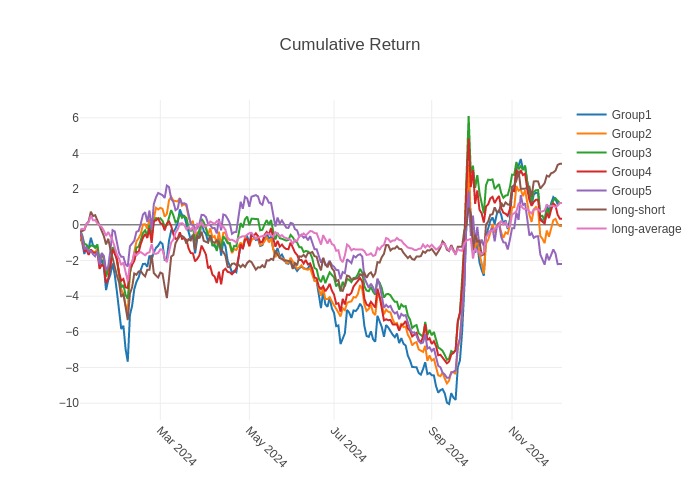 Cumulative Return
6
4
2
0
−2
−4
−6
−8
−10
Mar 2024
May 2024
Jul 2024
Sep 2024
Nov 2024
Group1
Group2
Group3
Group4
Group5
long-short
long-average